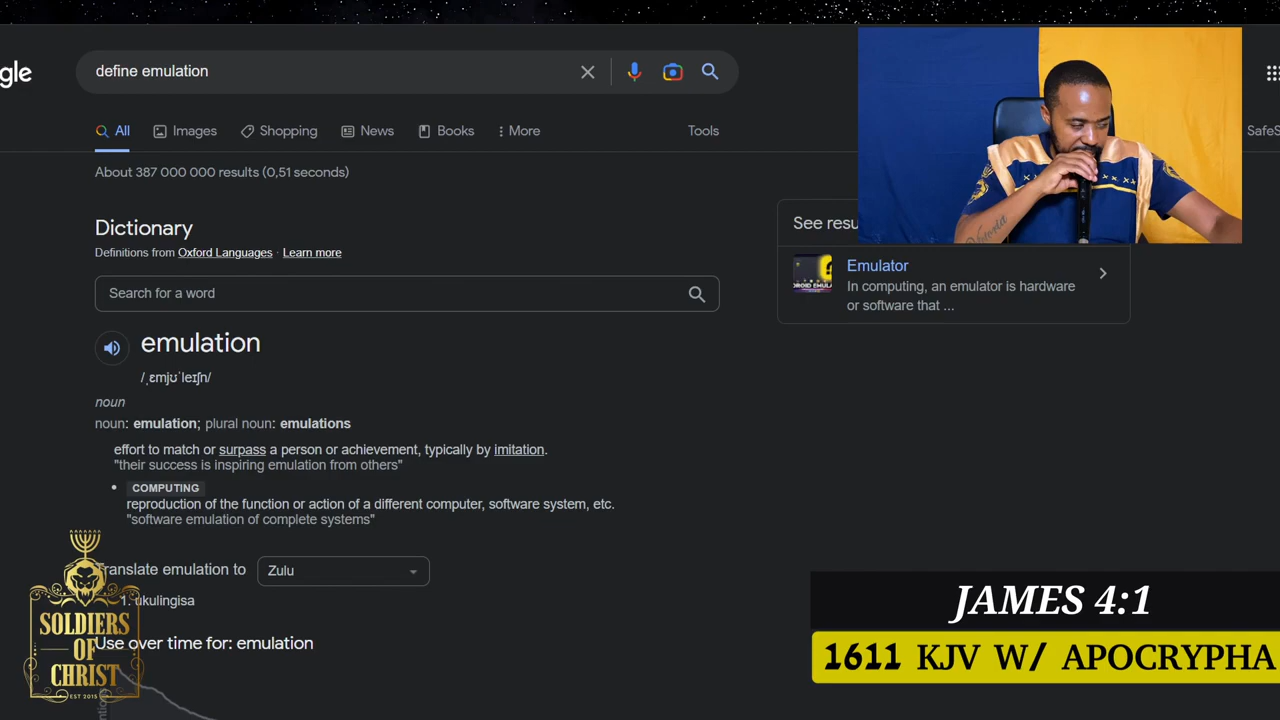 gle
define emulation
All
Images
Shopping
News
Books
More
Tools
SafeS
About 387 000 000 results (0,51 seconds)
Dictionary
Definitions from Oxford Languages · Learn more
Search for a word
emulation
/ˌɛmjʊˈleɪʃn/
noun
noun: emulation; plural noun: emulations
effort to match or surpass a person or achievement, typically by imitation.
"their success is inspiring emulation from others"
COMPUTING
reproduction of the function or action of a different computer, software system, etc.
"software emulation of complete systems"
Translate emulation to
Zulu
1. ukulingisa
Use over time for: emulation
See resu
Emulator
In computing, an emulator is hardware
or software that ...
Victoria
SOLDIERS
OF
CHRIST
EST 2015
JAMES 4:1
1611 KJV W/ APOCRYPHA